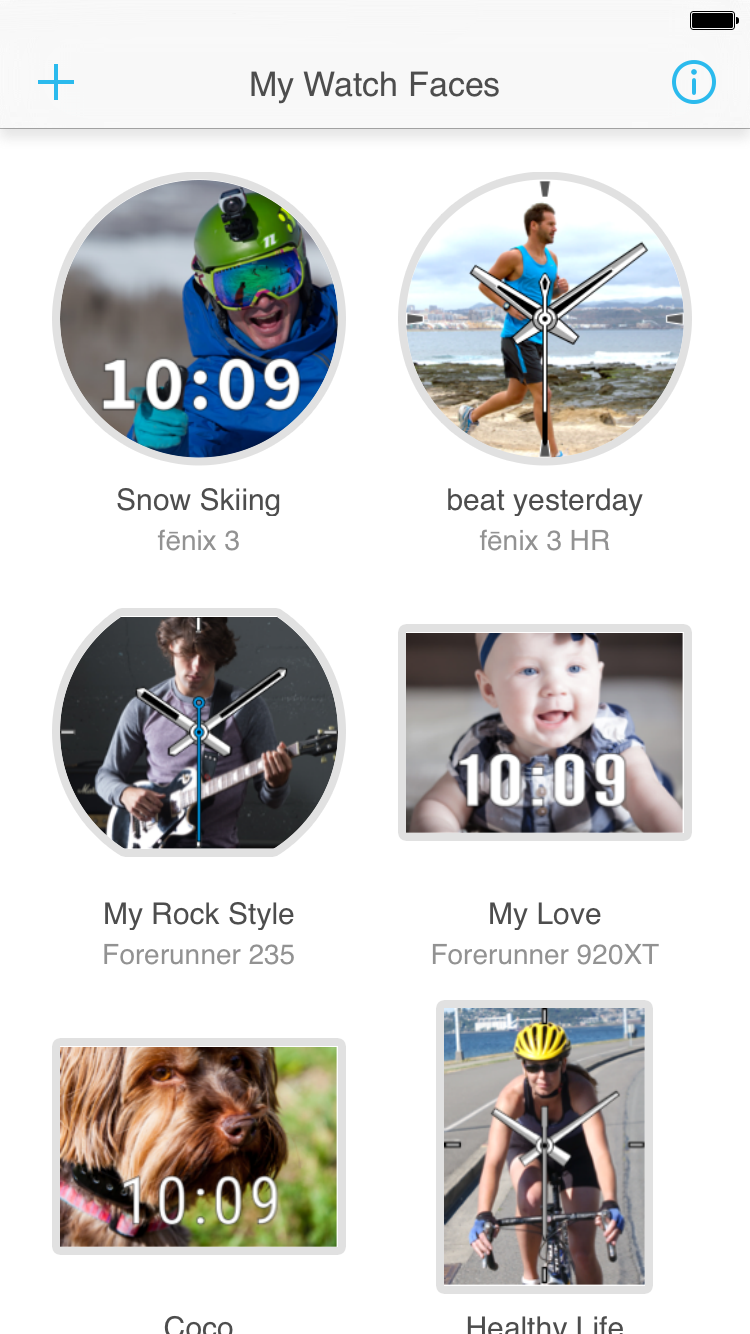 My Watch Faces
10:09
Snow Skiing
fēnix 3
beat yesterday
fēnix 3 HR
10:09
My Rock Style
Forerunner 235
My Love
Forerunner 920XT
10:09
Coco
Healthy Life